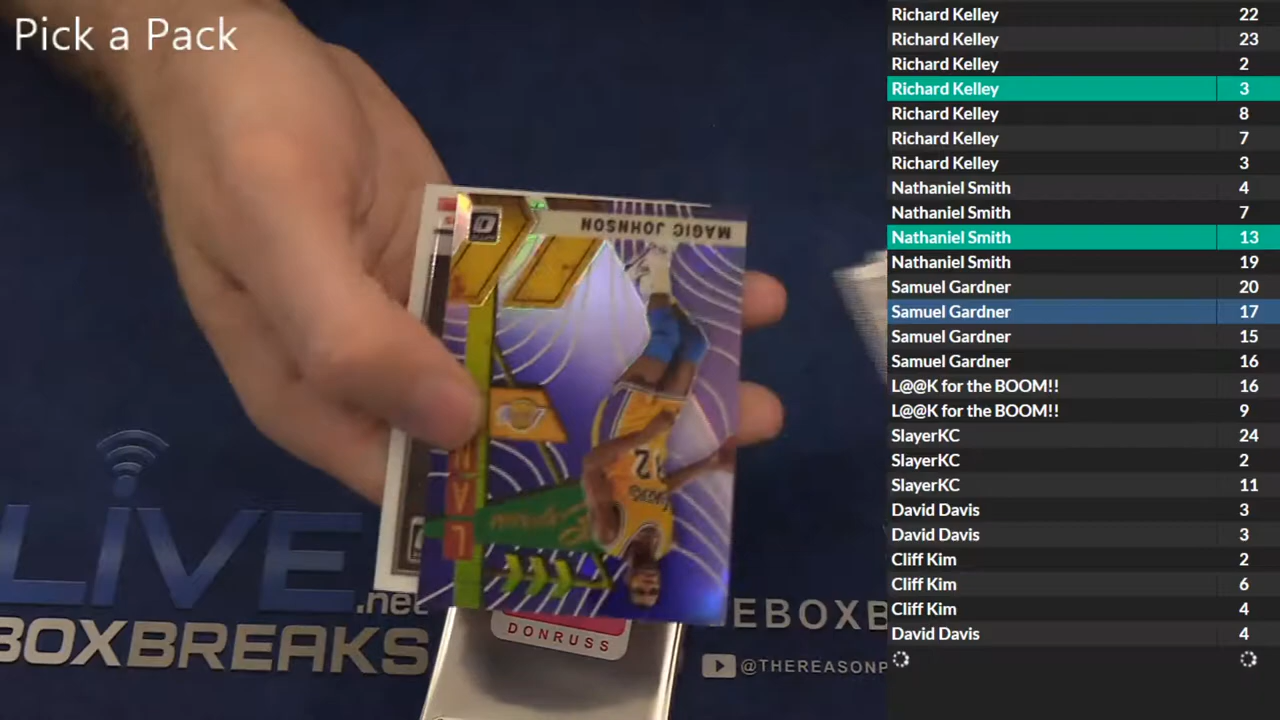 Pick a Pack
MAGIC JOHNSON
32
LIVE
.net
BOXBREAKS
EBOXB
DONRUSS
@THEREASONP
Richard Kelley 22
Richard Kelley 23
Richard Kelley 2
Richard Kelley 3
Richard Kelley 8
Richard Kelley 7
Richard Kelley 3
Nathaniel Smith 4
Nathaniel Smith 7
Nathaniel Smith 13
Nathaniel Smith 19
Samuel Gardner 20
Samuel Gardner 17
Samuel Gardner 15
Samuel Gardner 16
L@@K for the BOOM!! 16
L@@K for the BOOM!! 9
SlayerKC 24
SlayerKC 2
SlayerKC 11
David Davis 3
David Davis 3
Cliff Kim 2
Cliff Kim 6
Cliff Kim 4
David Davis 4